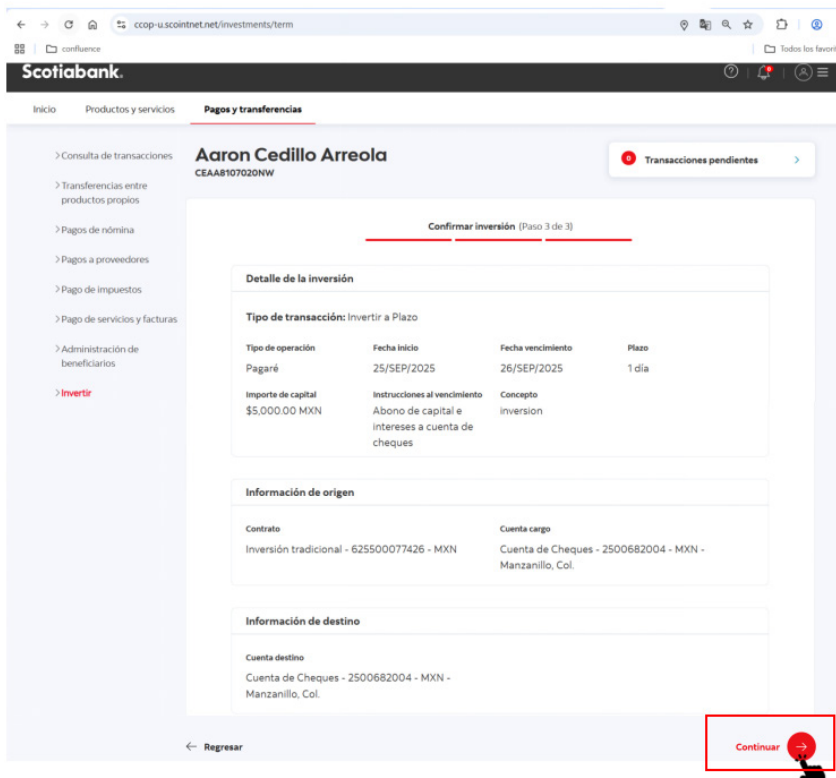 ccop-u.scointnet.net/investments/term
confluence
Todos los favori
Scotiabank.
Inicio Productos y servicios Pagos y transferencias
>Consulta de transacciones
>Transferencias entre
productos propios
>Pagos de nómina
>Pagos a proveedores
>Pago de impuestos
>Pago de servicios y facturas
>Administración de
beneficiarios
>Invertir
Aaron Cedillo Arreola
CEAA8107020NW
0 Transacciones pendientes >
Confirmar inversión (Paso 3 de 3)
Detalle de la inversión
Tipo de transacción: Invertir a Plazo
Tipo de operación Fecha inicio Fecha vencimiento Plazo
Pagaré 25/SEP/2025 26/SEP/2025 1 día
Importe de capital Instrucciones al vencimiento Concepto
$5,000.00 MXN Abono de capital e inversion
intereses a cuenta de
cheques
Información de origen
Contrato Cuenta cargo
Inversión tradicional - 625500077426 - MXN Cuenta de Cheques - 2500682004 - MXN -
Manzanillo, Col.
Información de destino
Cuenta destino
Cuenta de Cheques - 2500682004 - MXN -
Manzanillo, Col.
← Regresar Continuar →